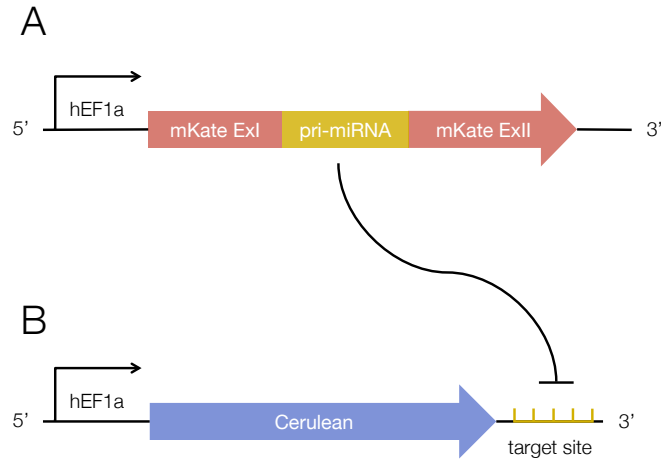 A
hEF1a
5’
mKate ExI
pri-miRNA
mKate ExII
3’
B
hEF1a
5’
Cerulean
3’
target site